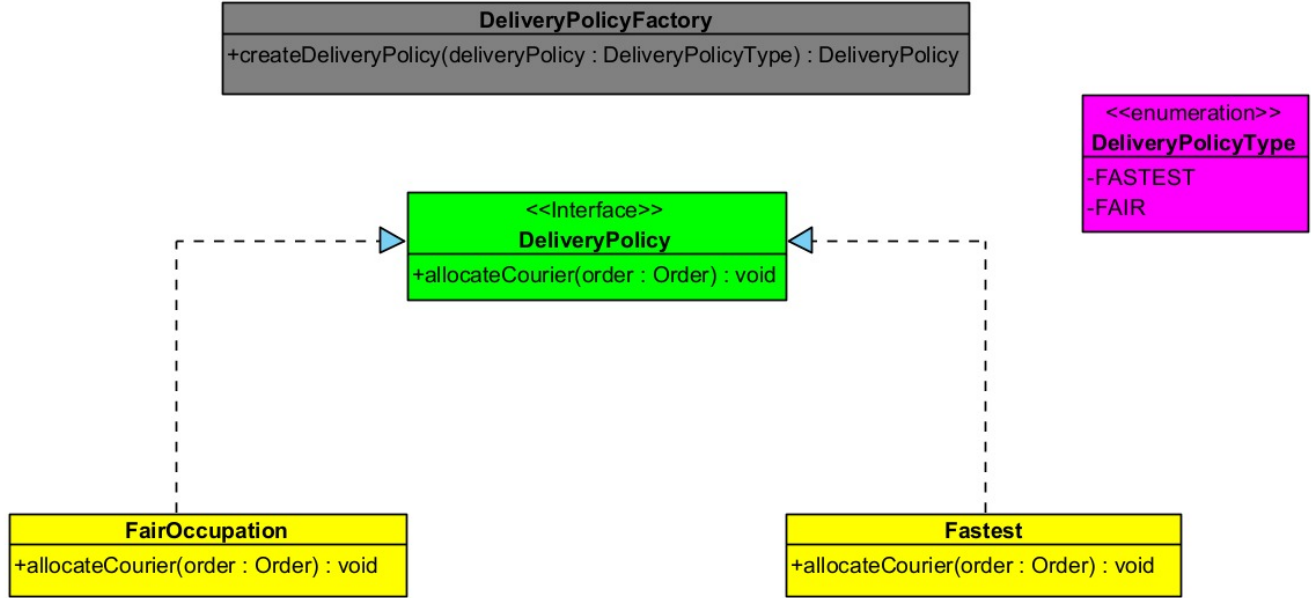 DeliveryPolicyFactory
+createDeliveryPolicy(deliveryPolicy : DeliveryPolicyType) : DeliveryPolicy
<<enumeration>>
DeliveryPolicyType
-FASTEST
-FAIR
<<Interface>>
DeliveryPolicy
+allocateCourier(order : Order) : void
FairOccupation
+allocateCourier(order : Order) : void
Fastest
+allocateCourier(order : Order) : void